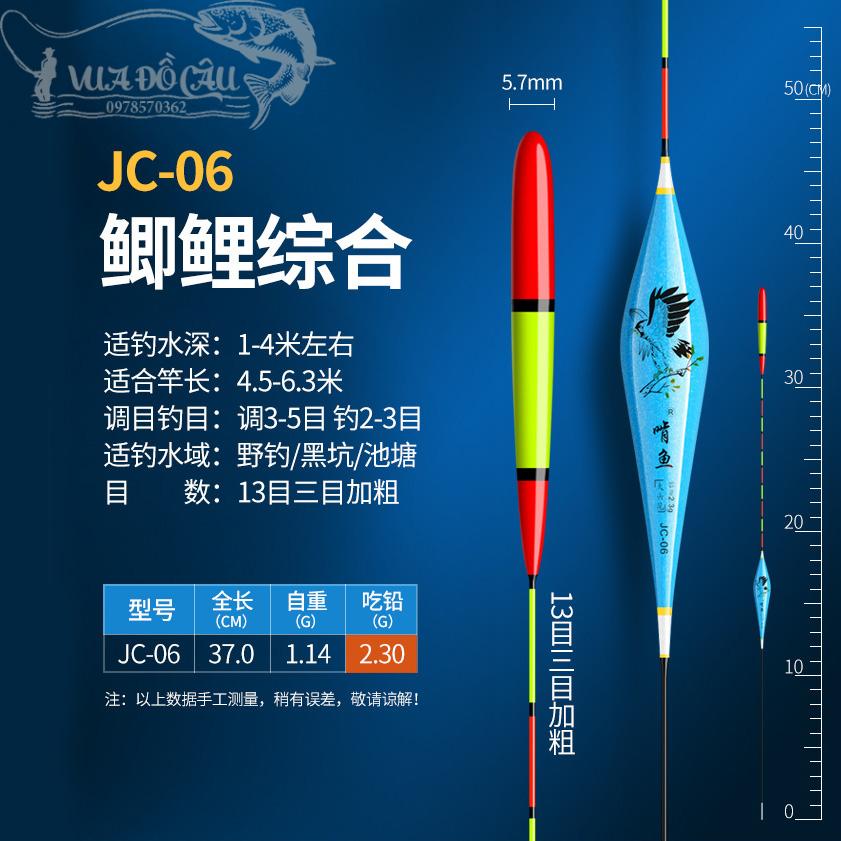 VUA ĐỒ CÂU
0978570362
JC-06
鲫鲤综合
适钓水深：1-4米左右
适合竿长：4.5-6.3米
调目钓目：调3-5目 钓2-3目
适钓水域：野钓/黑坑/池塘
目 数：13目三目加粗
型号 全长(CM) 自重(G) 吃铅(G)
JC-06 37.0 1.14 2.30
注：以上数据手工测量，稍有误差，敬请谅解！
5.7mm
13目三目加粗
R
啃鱼
2.3g
JC-06
50(CM)
40
30
20
10
0